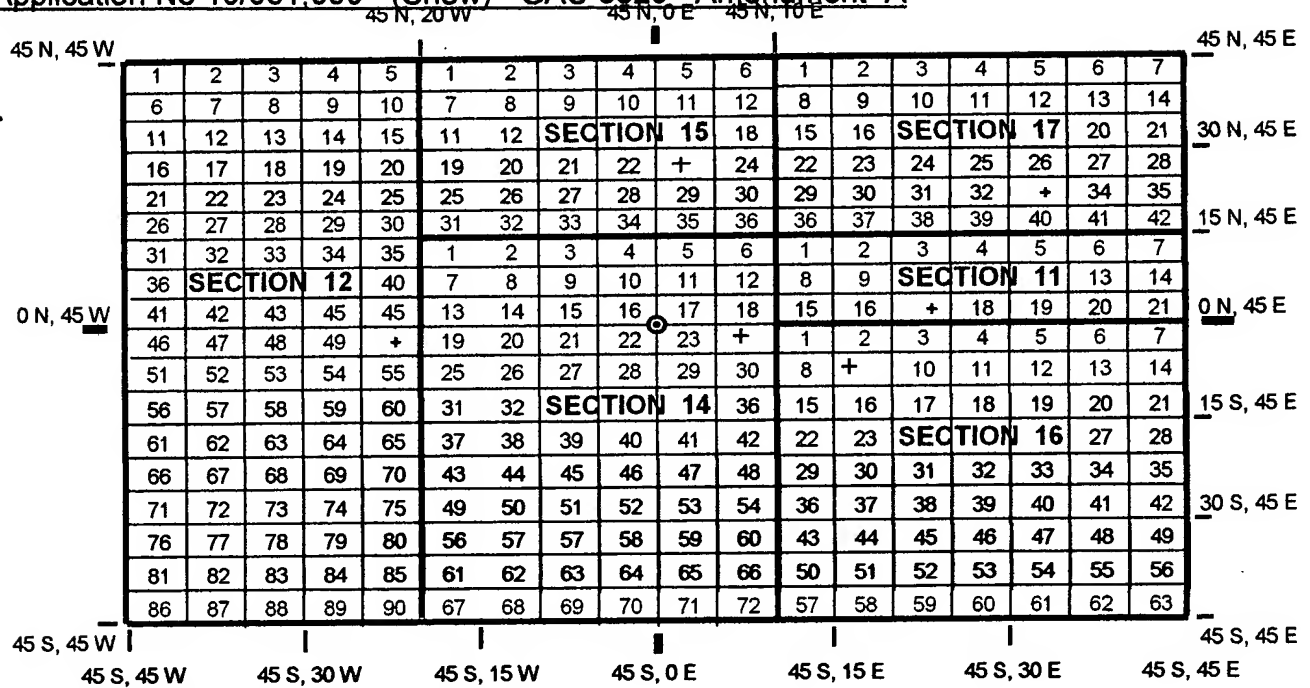 Application No (Snow) GAU Amendment A
45 N, 20 W 45 N, 0 E 45 N, 10 E
45 N, 45 W 45 N, 45 E
1 2 3 4 5 1 2 3 4 5 6 1 2 3 4 5 6 7
6 7 8 9 10 7 8 9 10 11 12 8 9 10 11 12 13 14
11 12 13 14 15 11 12 SECTION 15 18 15 16 SECTION 17 20 21 30 N, 45 E
16 17 18 19 20 19 20 21 22 + 24 22 23 24 25 26 27 28
21 22 23 24 25 25 26 27 28 29 30 29 30 31 32 + 34 35
26 27 28 29 30 31 32 33 34 35 36 36 37 38 39 40 41 42 15 N, 45 E
31 32 33 34 35 1 2 3 4 5 6 1 2 3 4 5 6 7
36 SECTION 12 40 7 8 9 10 11 12 8 9 SECTION 11 13 14
0 N, 45 W 41 42 43 45 45 13 14 15 16 17 18 15 16 + 18 19 20 21 0 N, 45 E
46 47 48 49 + 19 20 21 22 23 + 1 2 3 4 5 6 7
51 52 53 54 55 25 26 27 28 29 30 8 + 10 11 12 13 14
56 57 58 59 60 31 32 SECTION 14 36 15 16 17 18 19 20 21 15 S, 45 E
61 62 63 64 65 37 38 39 40 41 42 22 23 SECTION 16 27 28
66 67 68 69 70 43 44 45 46 47 48 29 30 31 32 33 34 35
71 72 73 74 75 49 50 51 52 53 54 36 37 38 39 40 41 42 30 S, 45 E
76 77 78 79 80 56 57 57 58 59 60 43 44 45 46 47 48 49
81 82 83 84 85 61 62 63 64 65 66 50 51 52 53 54 55 56
86 87 88 89 90 67 68 69 70 71 72 57 58 59 60 61 62 63
45 S, 45 W 45 S, 45 E
45 S, 45 W 45 S, 30 W 45 S, 15 W 45 S, 0 E 45 S, 15 E 45 S, 30 E 45 S, 45 E